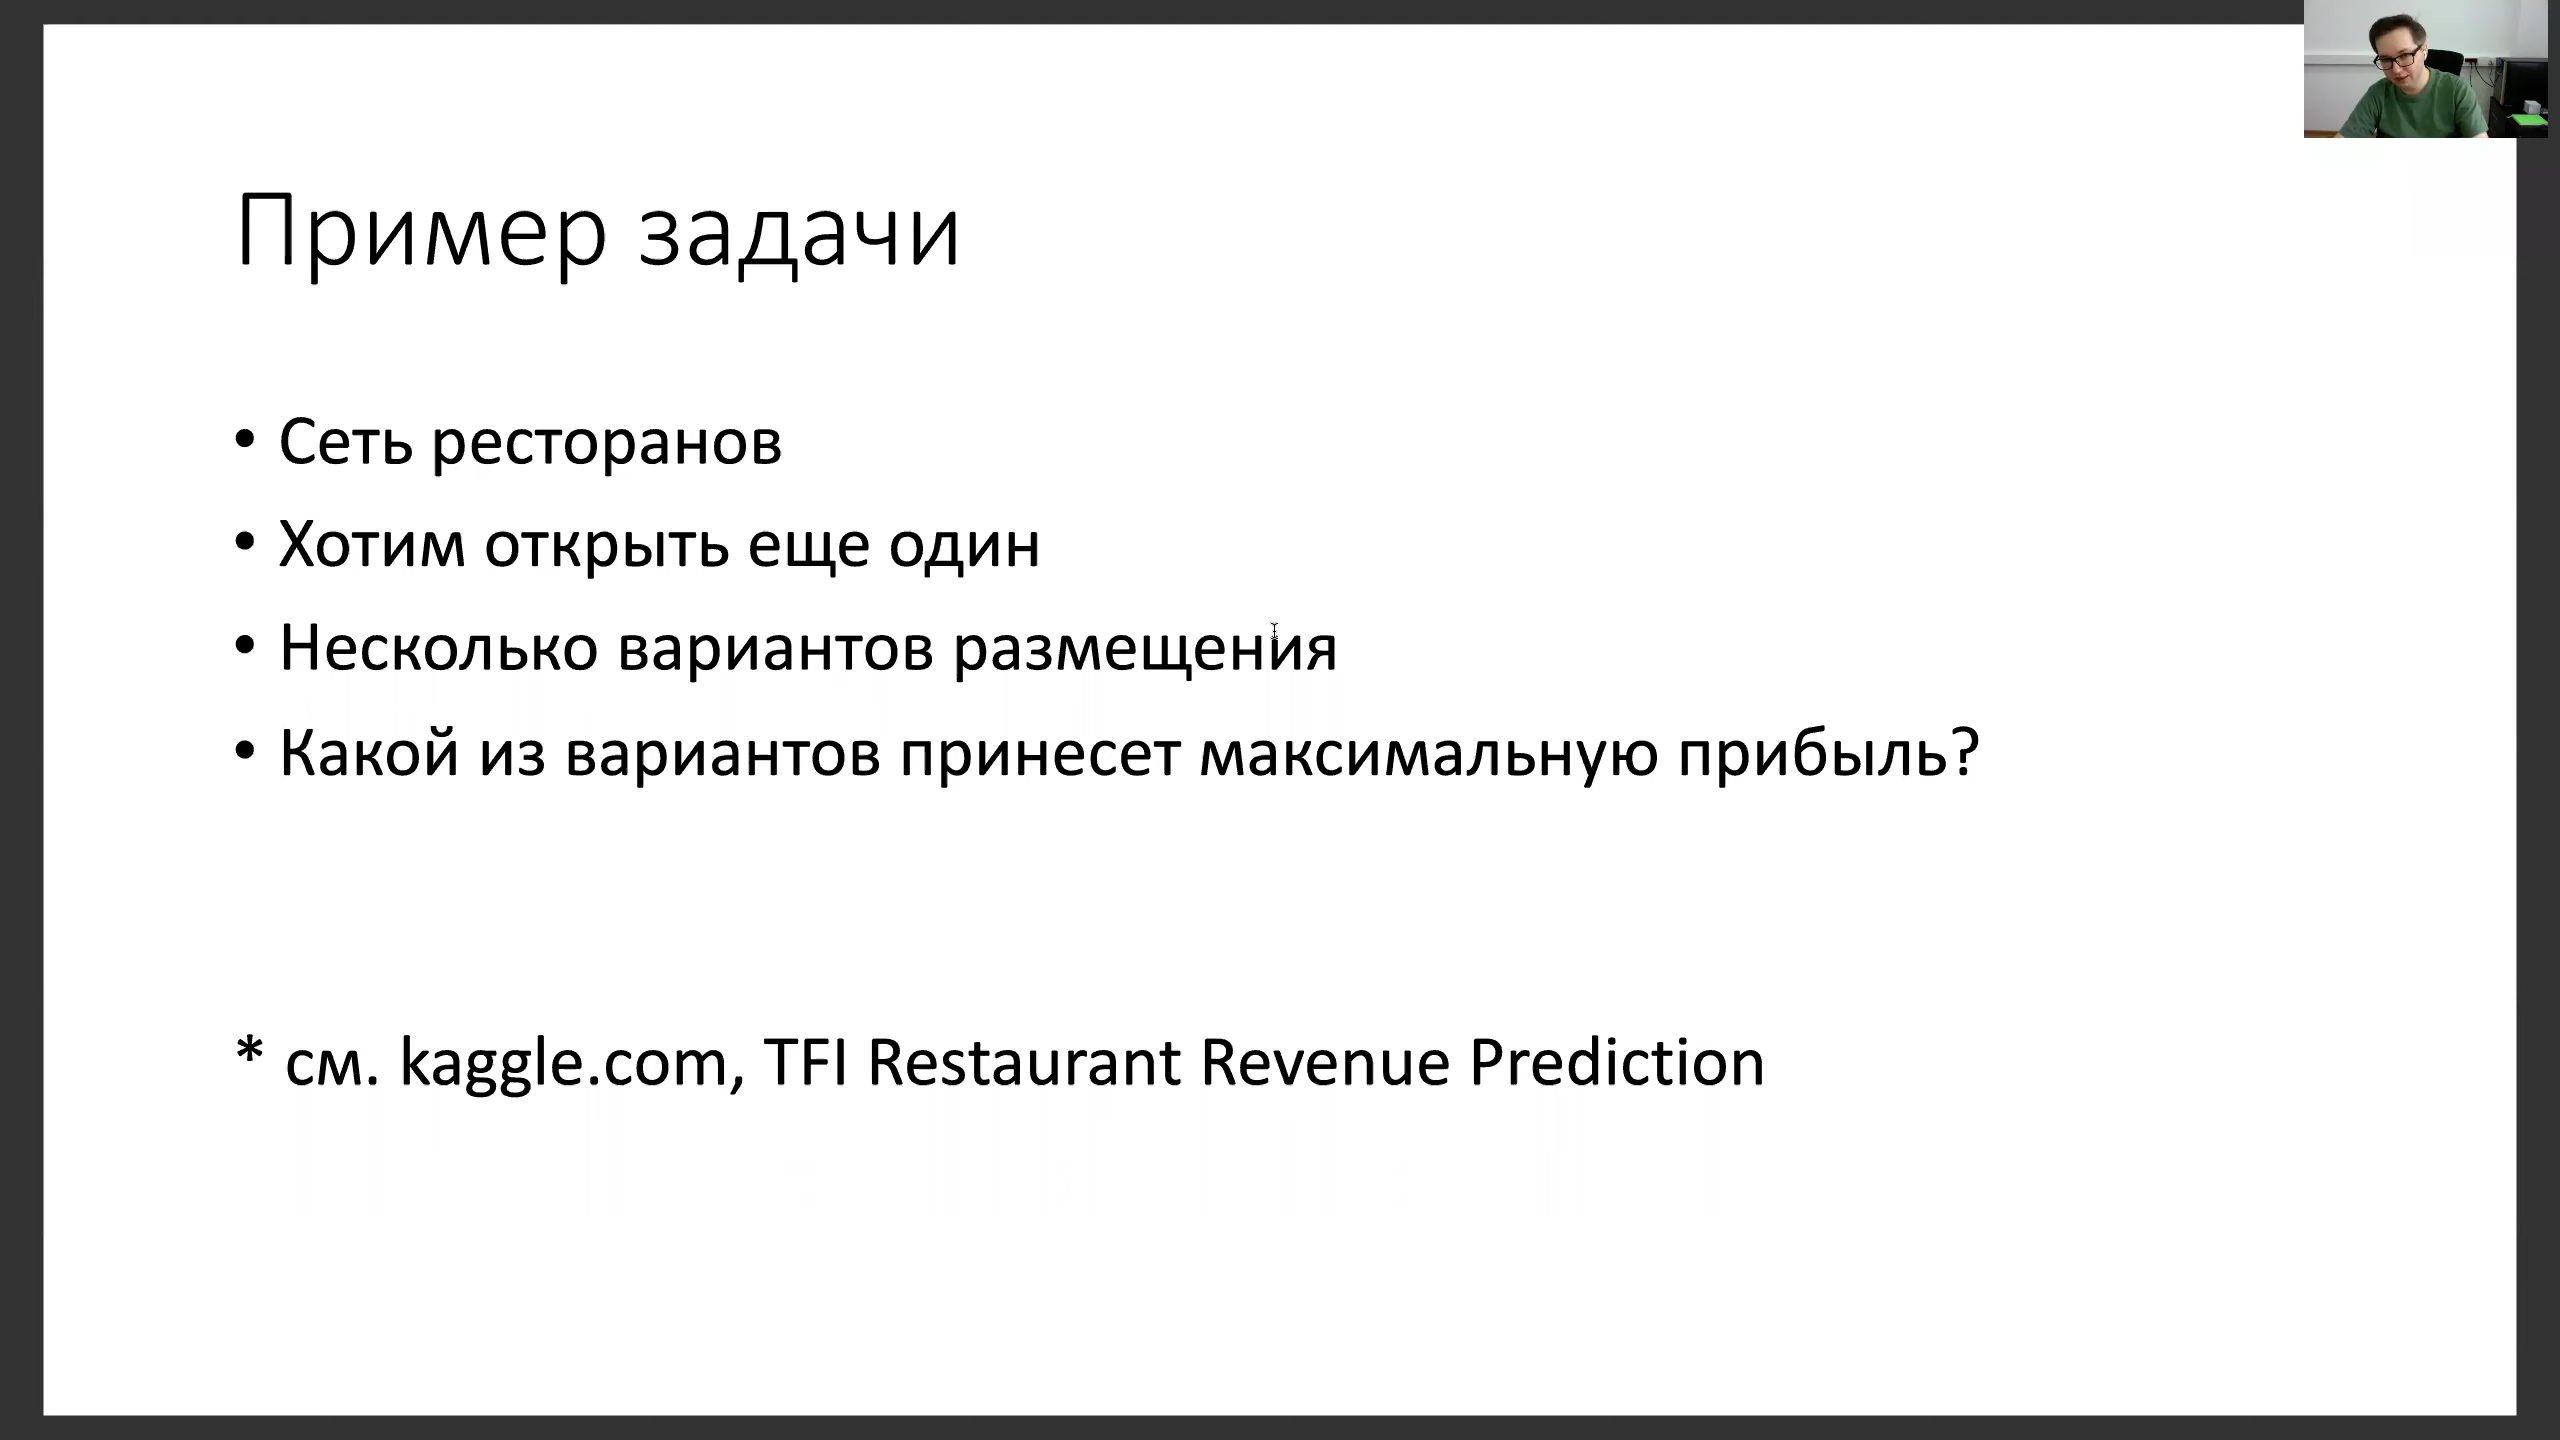 Пример задачи
• Сеть ресторанов
• Хотим открыть еще один
• Несколько вариантов размещения
• Какой из вариантов принесет максимальную прибыль?
* см. kaggle.com, TFI Restaurant Revenue Prediction